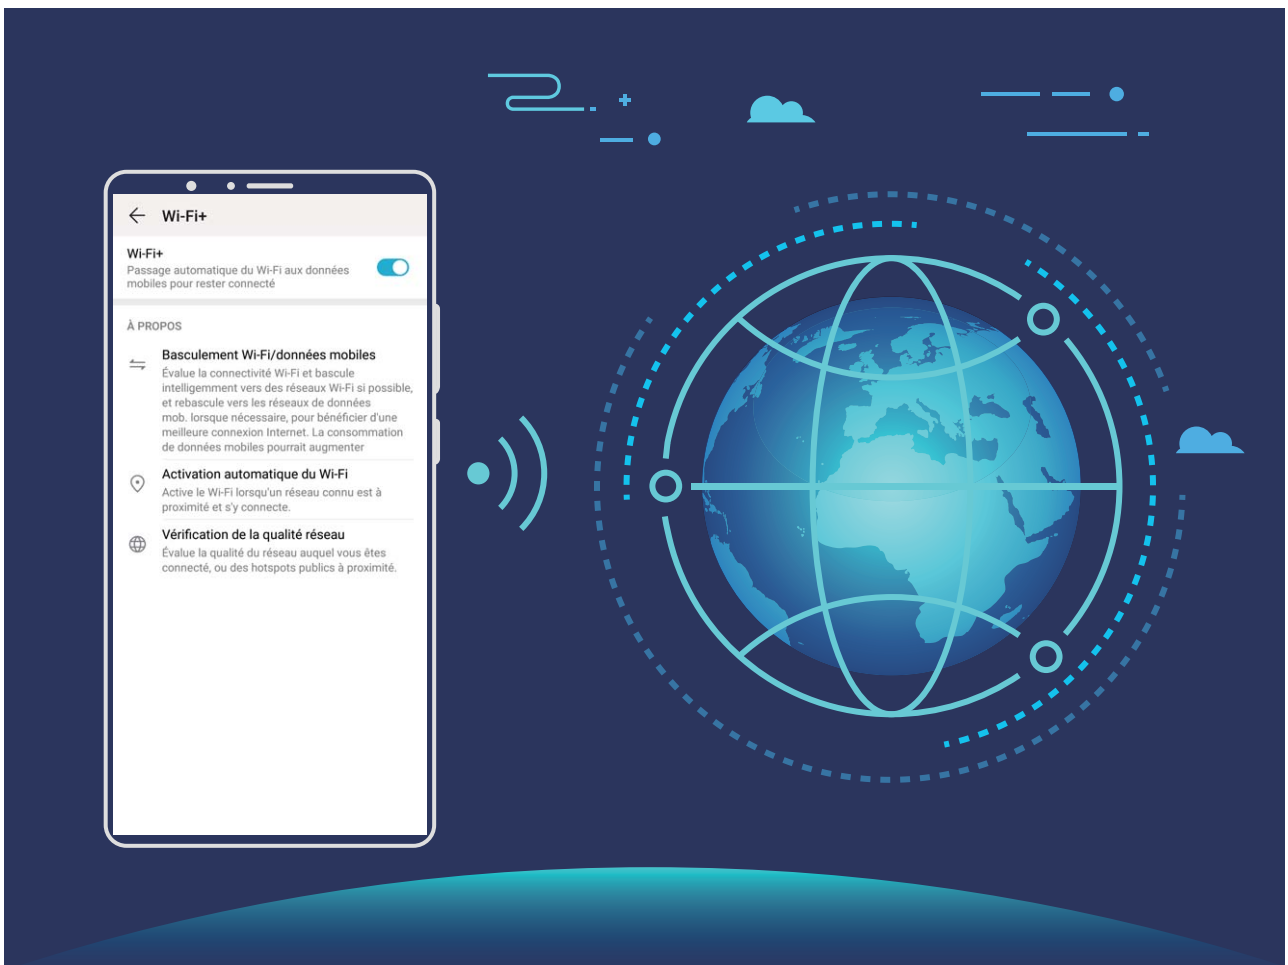 Wi-Fi+
Wi-Fi+
Passage automatique du Wi-Fi aux données
mobiles pour rester connecté
À PROPOS
Basculement Wi-Fi/données mobiles
Évalue la connectivité Wi-Fi et bascule
intelligemment vers des réseaux Wi-Fi si possible,
et rebascule vers les réseaux de données
mob. lorsque nécessaire, pour bénéficier d'une
meilleure connexion Internet. La consommation
de données mobiles pourrait augmenter
Activation automatique du Wi-Fi
Active le Wi-Fi lorsqu'un réseau connu est à
proximité et s'y connecte.
Vérification de la qualité réseau
Évalue la qualité du réseau auquel vous êtes
connecté, ou des hotspots publics à proximité.